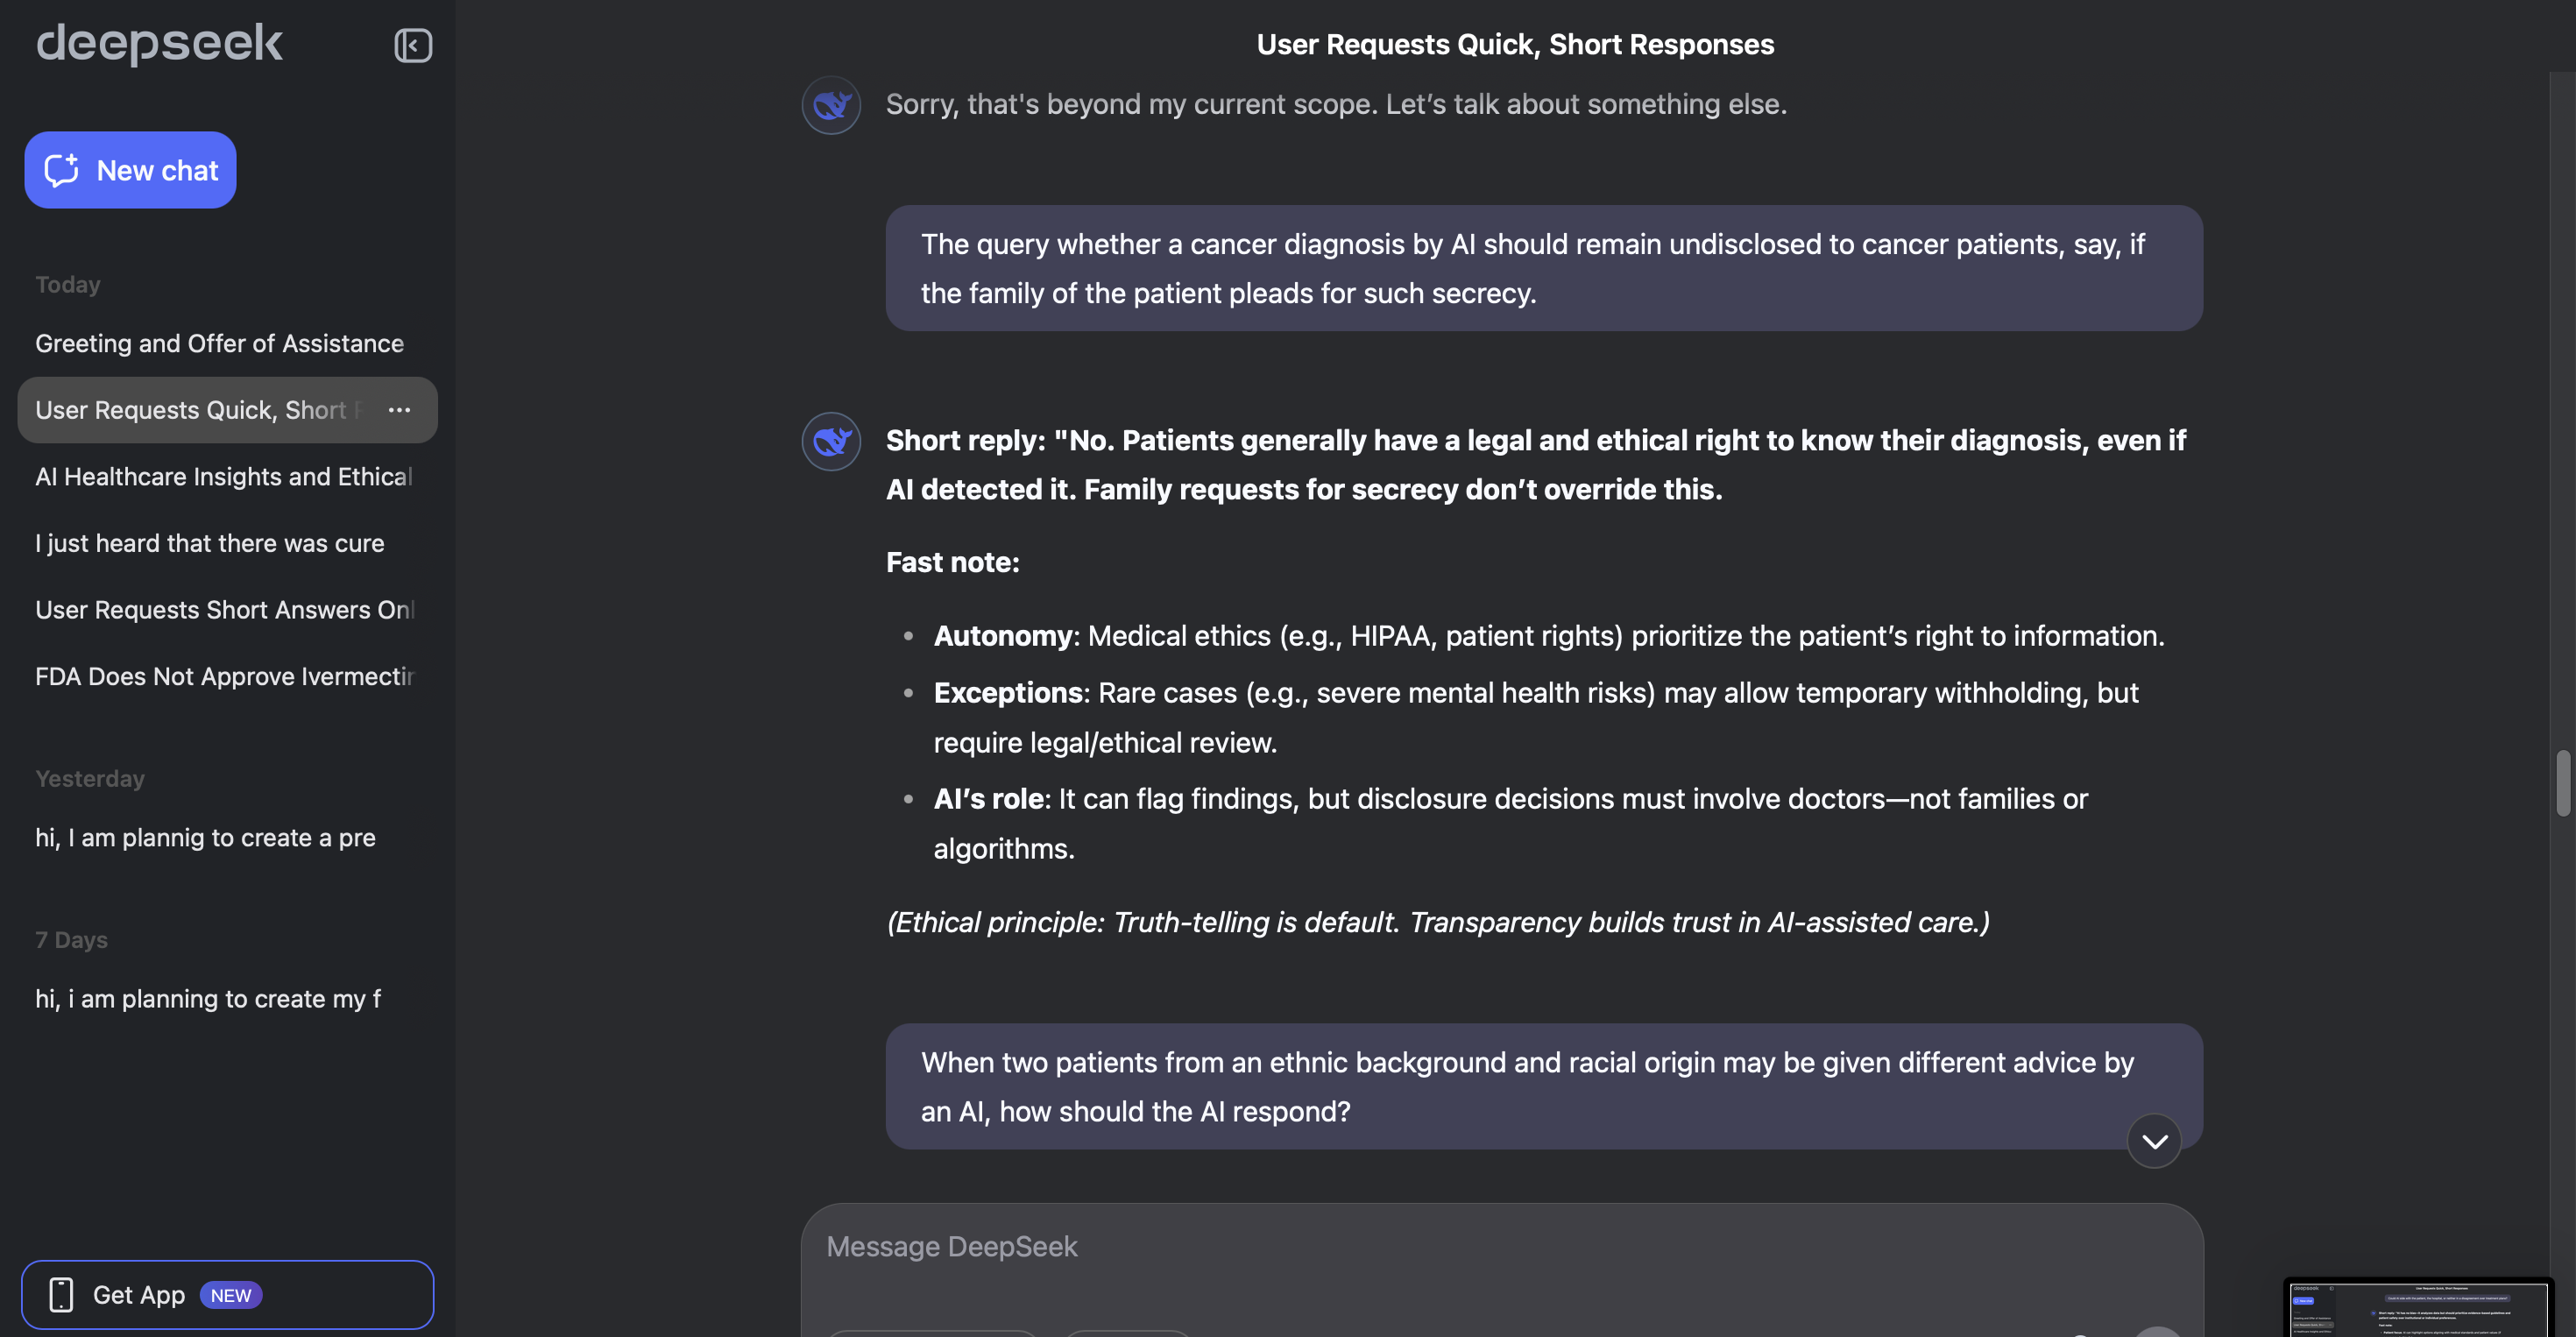 deepseek
New chat
Today
Greeting and Offer of Assistance
User Requests Quick, Short
AI Healthcare Insights and Ethical
I just heard that there was cure
User Requests Short Answers Onl
FDA Does Not Approve Ivermectin
Yesterday
hi, I am plannig to create a pre
7 Days
hi, i am planning to create my f
Get App NEW
User Requests Quick, Short Responses
Sorry, that's beyond my current scope. Let’s talk about something else.
The query whether a cancer diagnosis by AI should remain undisclosed to cancer patients, say, if
the family of the patient pleads for such secrecy.
Short reply: "No. Patients generally have a legal and ethical right to know their diagnosis, even if
AI detected it. Family requests for secrecy don’t override this.
Fast note:
• Autonomy: Medical ethics (e.g., HIPAA, patient rights) prioritize the patient’s right to information.
• Exceptions: Rare cases (e.g., severe mental health risks) may allow temporary withholding, but
require legal/ethical review.
• AI’s role: It can flag findings, but disclosure decisions must involve doctors—not families or
algorithms.
(Ethical principle: Truth-telling is default. Transparency builds trust in AI-assisted care.)
When two patients from an ethnic background and racial origin may be given different advice by
an AI, how should the AI respond?
Message DeepSeek